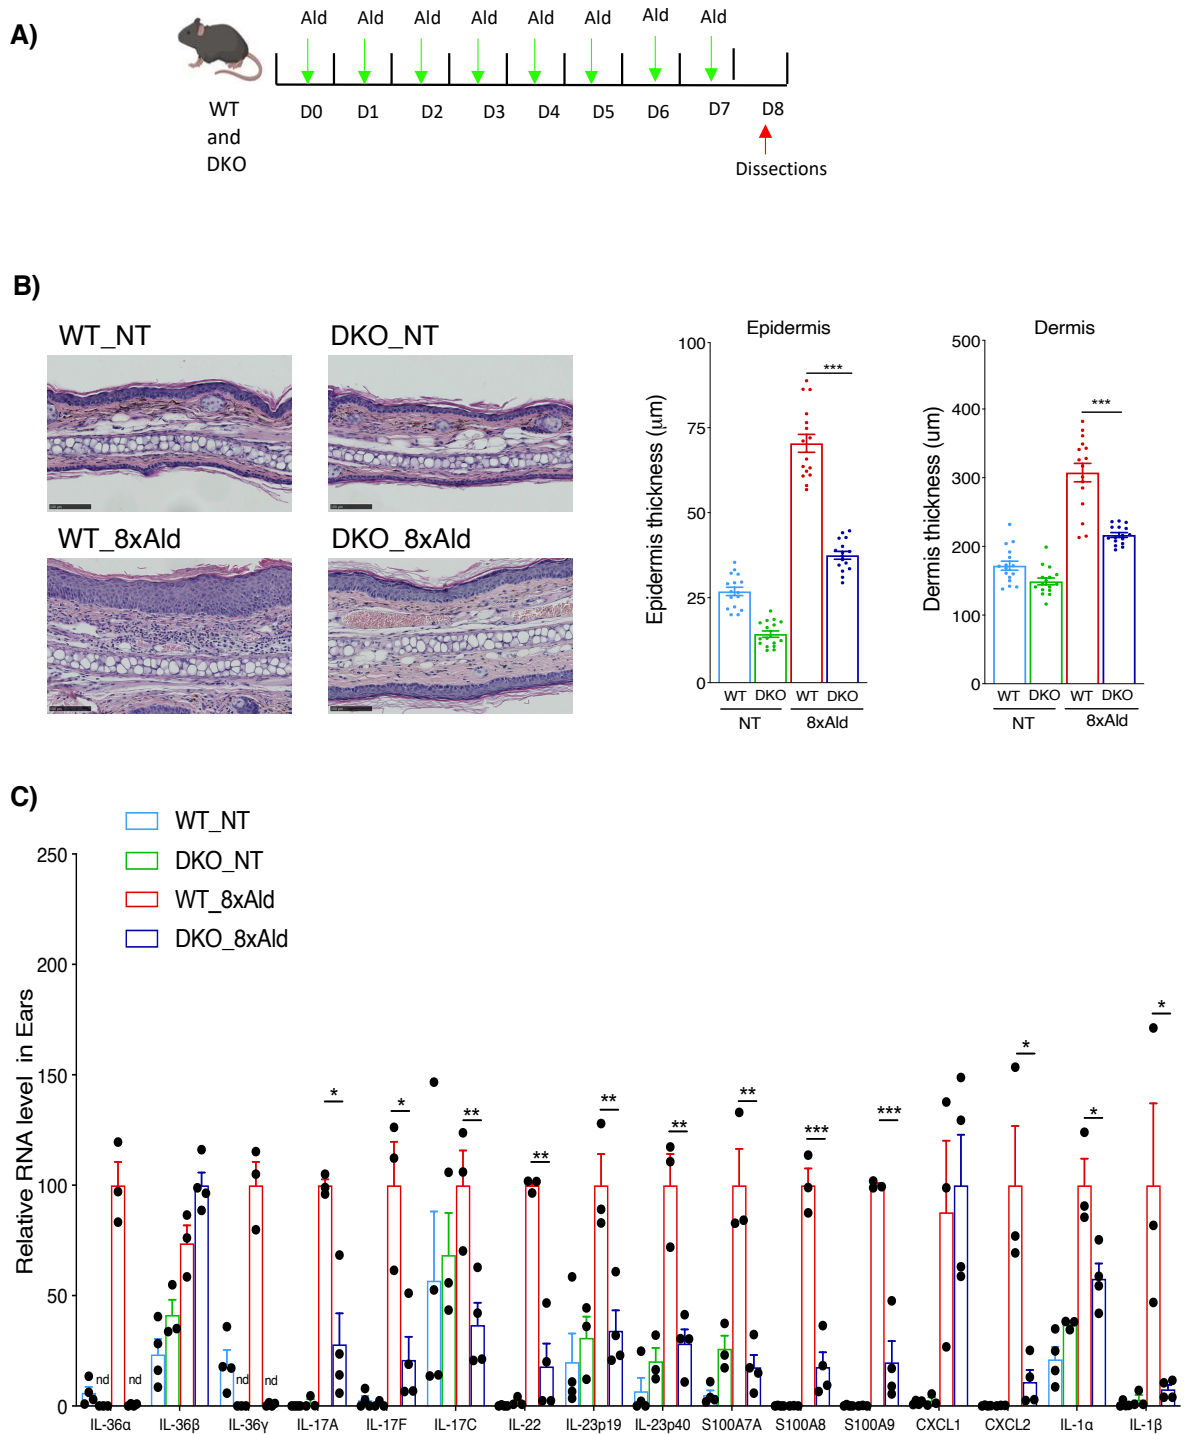 A)
Ald Ald Ald Ald Ald Ald Ald Ald
WT
and
DKO
D0 D1 D2 D3 D4 D5 D6 D7 D8
Dissections
B)
WT_NT
DKO_NT
WT_8xAld
DKO_8xAld
Epidermis
Epidermis thickness (μm)
100
75
50
25
0
***
WT DKO WT DKO
NT 8xAld
Dermis
Dermis thickness (um)
500
400
300
200
100
0
***
WT DKO WT DKO
NT 8xAld
C)
WT_NT
DKO_NT
WT_8xAld
DKO_8xAld
Relative RNA level in Ears
250
200
150
100
50
0
nd nd nd nd
* * ** ** ** ** ** *** *** * * *
IL-36α IL-36β IL-36γ IL-17A IL-17F IL-17C IL-22 IL-23p19 IL-23p40 S100A7A S100A8 S100A9 CXCL1 CXCL2 IL-1α IL-1β